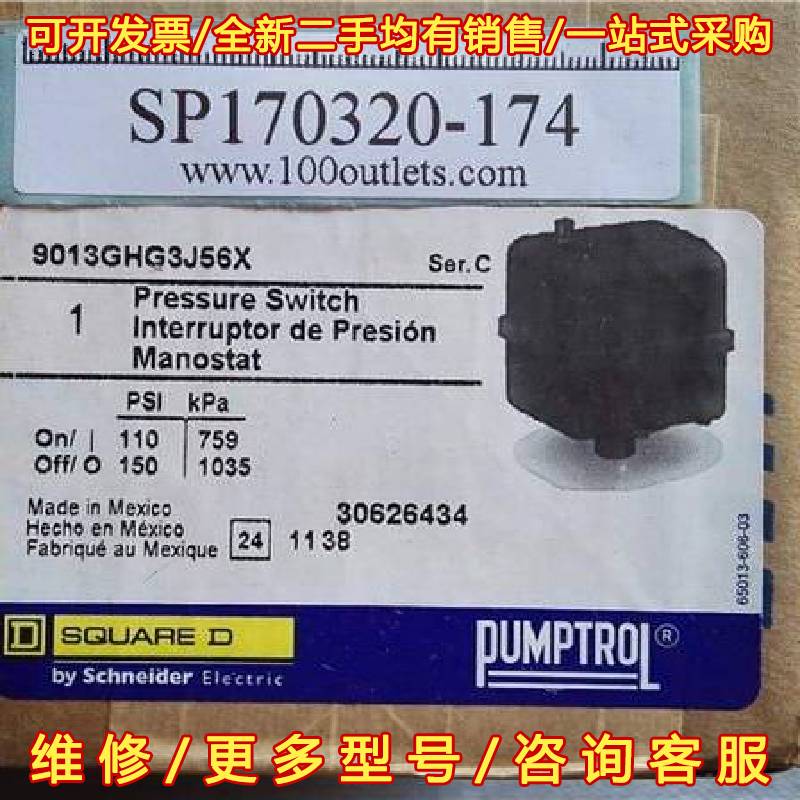 可开发票/全新二手均有销售/一站式采购
SP170320-174
www.100outlets.com
9013GHG3J56X Ser. C
1 Pressure Switch
Interruptor de Presión
Manostat
PSI kPa
On/ | 110 759
Off/ O 150 1035
Made in Mexico
Hecho en México
Fabriqué au Mexique
30626434
24 1138
65013-606-03
SQUARE D
by Schneider Electric
PUMPTROL®
维修/更多型号/咨询客服